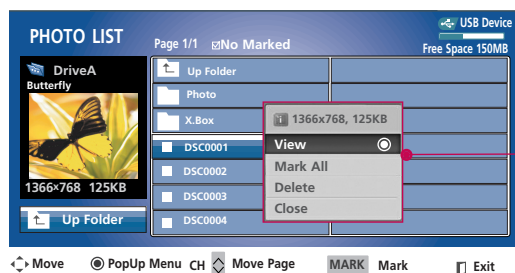 PHOTO LIST
Page 1/1 No Marked
USB Device
Free Space 150MB
DriveA
Butterfly
1366×768 125KB
Up Folder
Up Folder
Photo
X.Box
DSC0001
DSC0002
DSC0003
DSC0004
1366x768, 125KB
View
Mark All
Delete
Close
Move PopUp Menu CH Move Page MARK Mark Exit